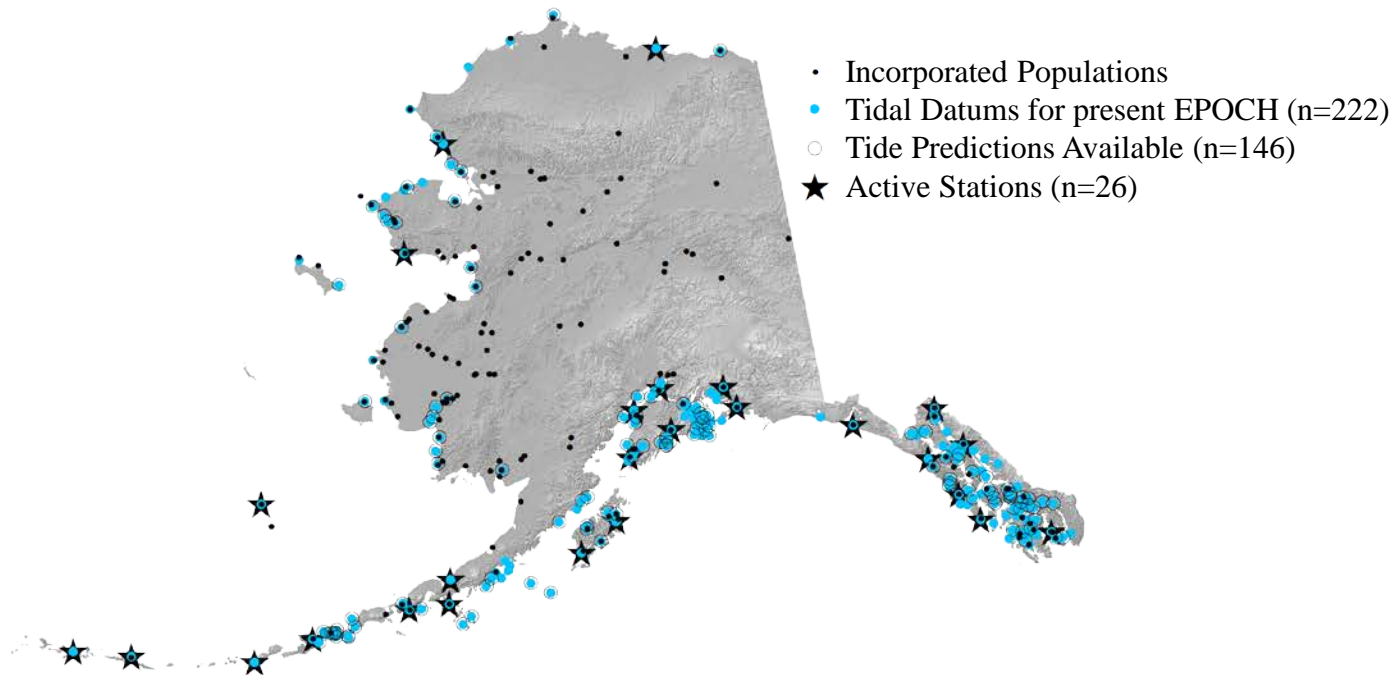 Incorporated Populations
Tidal Datums for present EPOCH (n=222)
Tide Predictions Available (n=146)
Active Stations (n=26)